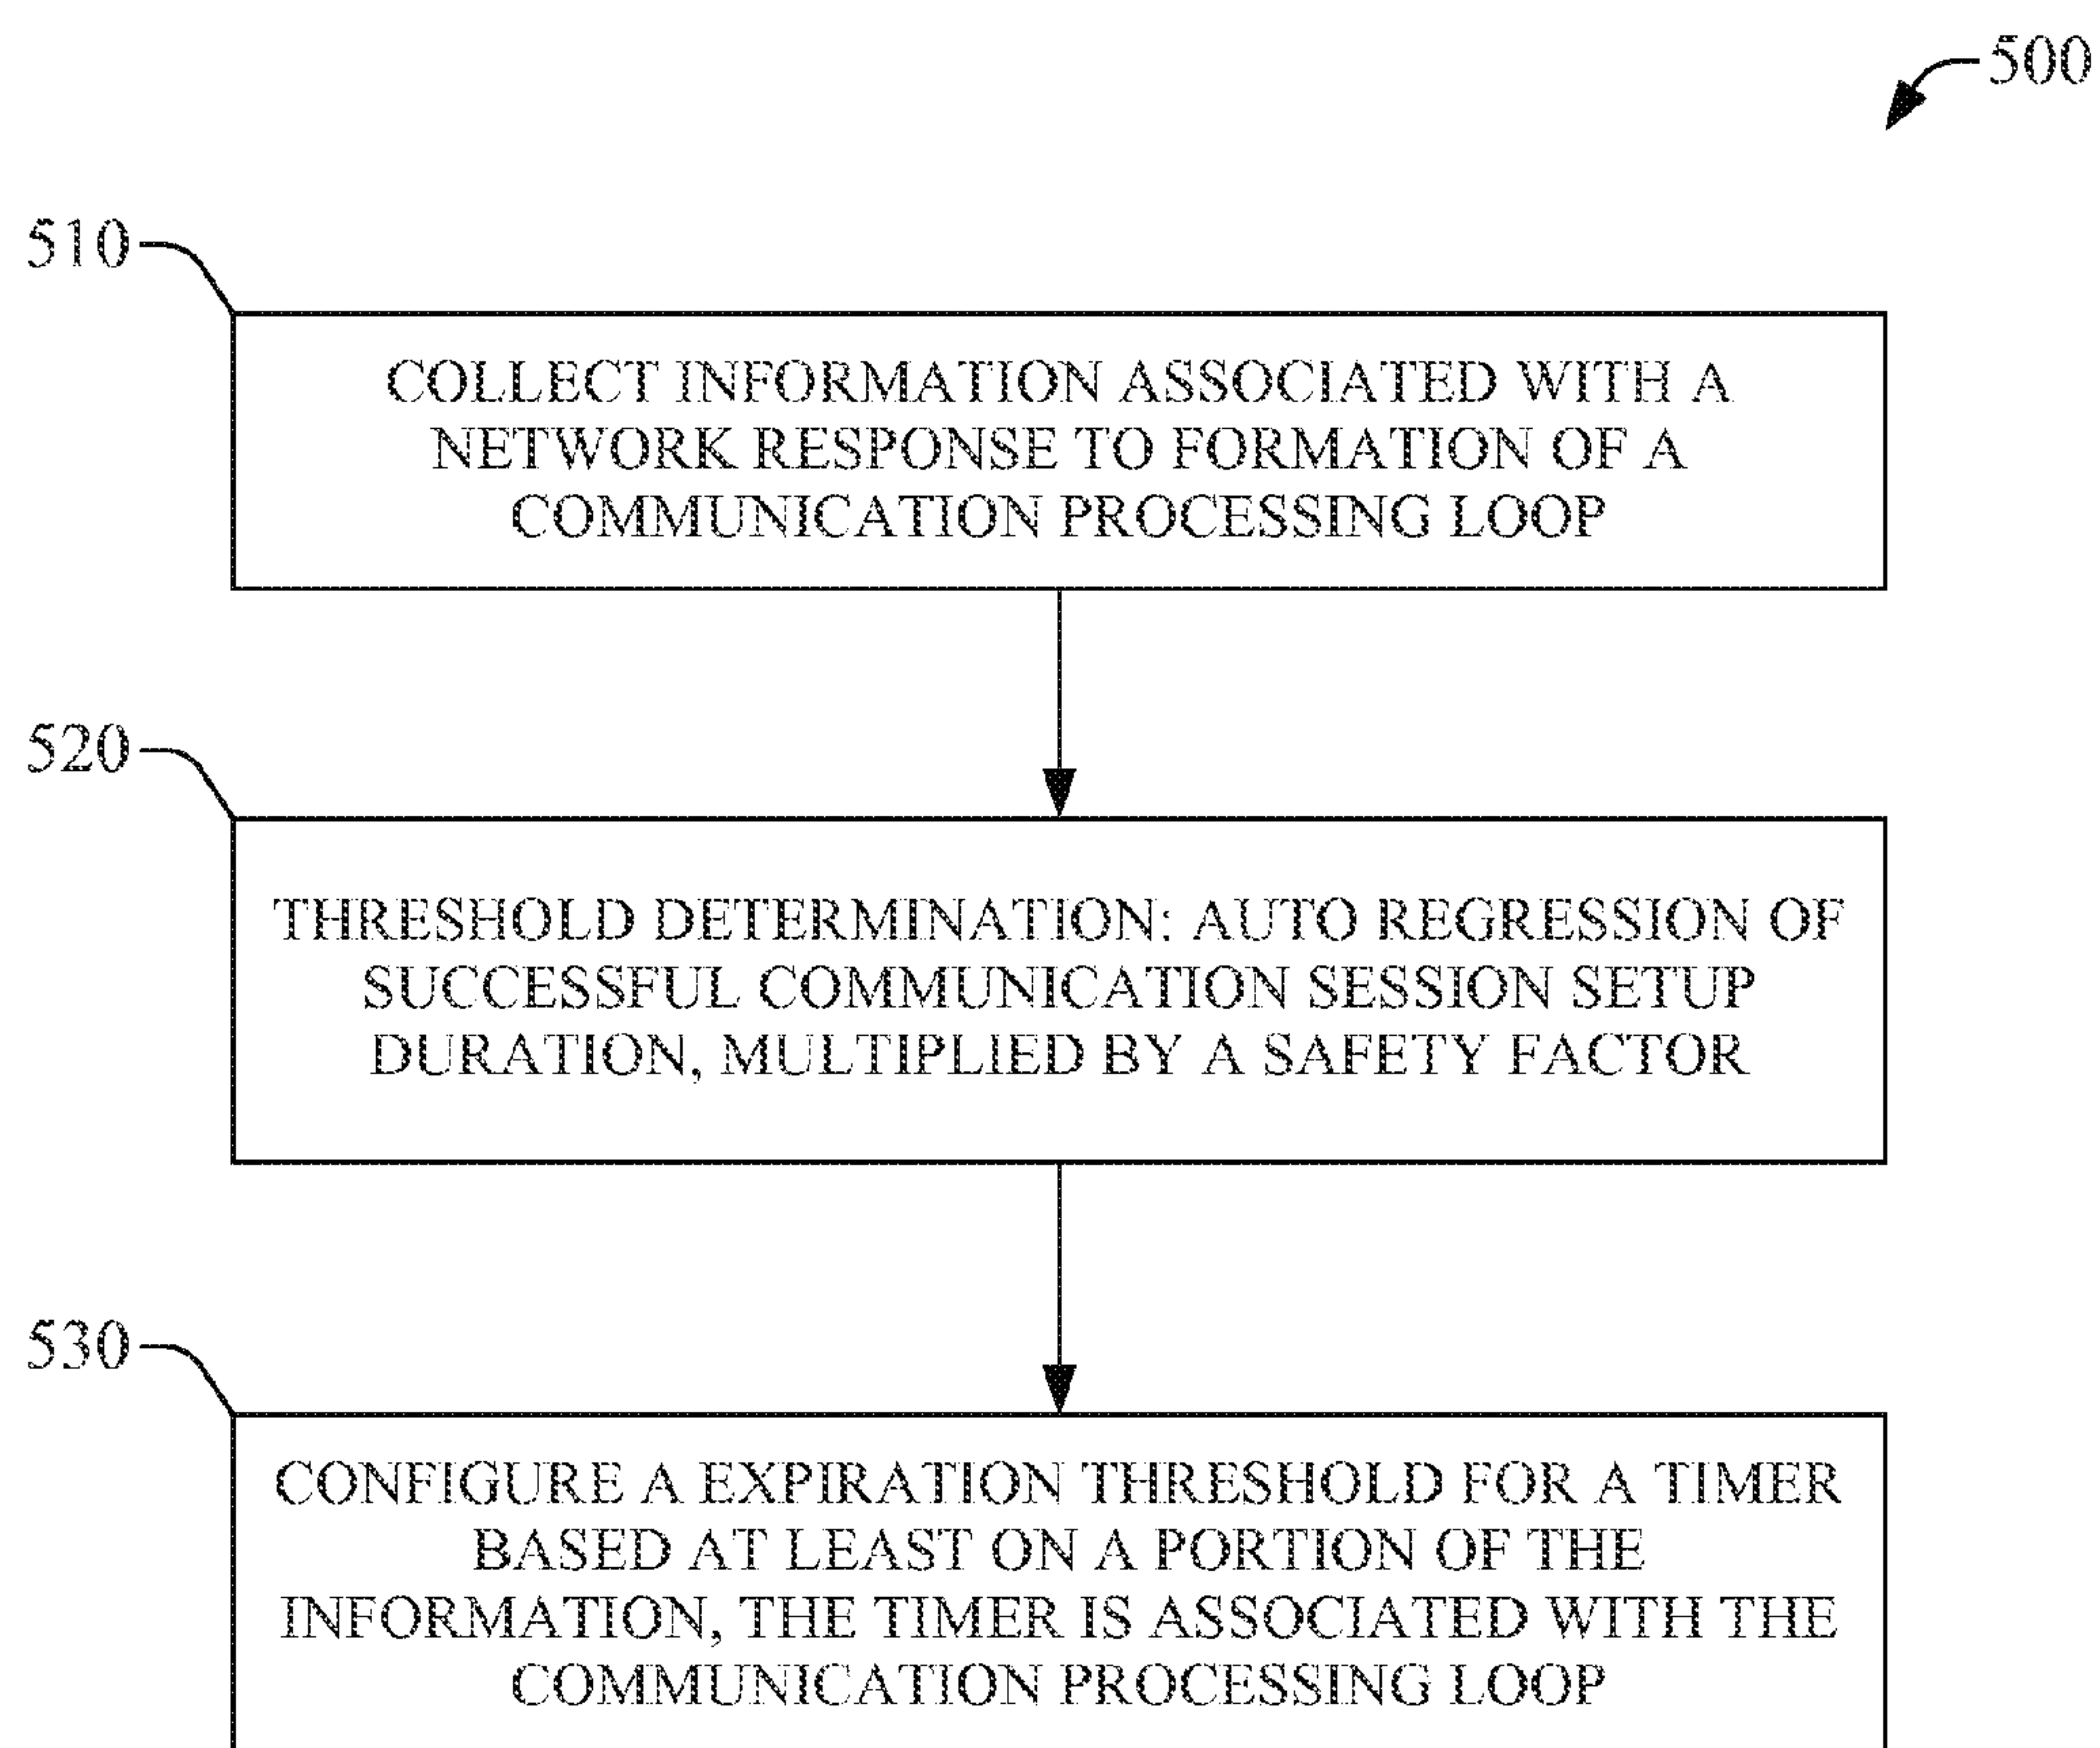 500
510
COLLECT INFORMATION ASSOCIATED WITH A
NETWORK RESPONSE TO FORMATION OF A
COMMUNICATION PROCESSING LOOP
520
THRESHOLD DETERMINATION: AUTO REGRESSION OF
SUCCESSFUL COMMUNICATION SESSION SETUP
DURATION, MULTIPLIED BY A SAFETY FACTOR
530
CONFIGURE A EXPIRATION THRESHOLD FOR A TIMER
BASED AT LEAST ON A PORTION OF THE
INFORMATION, THE TIMER IS ASSOCIATED WITH THE
COMMUNICATION PROCESSING LOOP